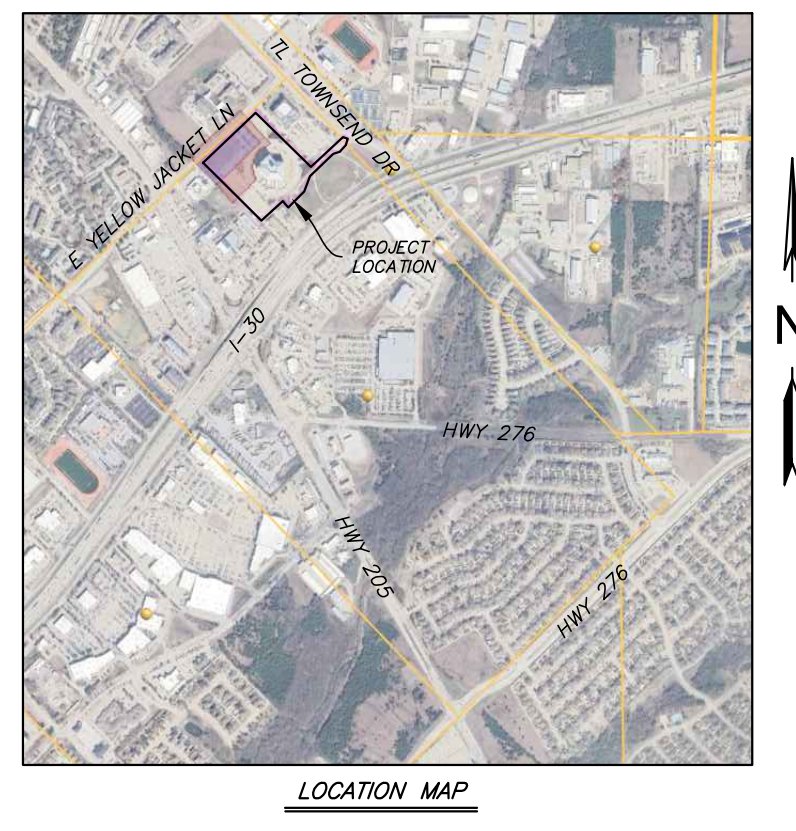 TL TOWNSEND DR
E YELLOW JACKET LN
PROJECT
LOCATION
N
I-30
HWY 276
HWY 205
HWY 276
LOCATION MAP